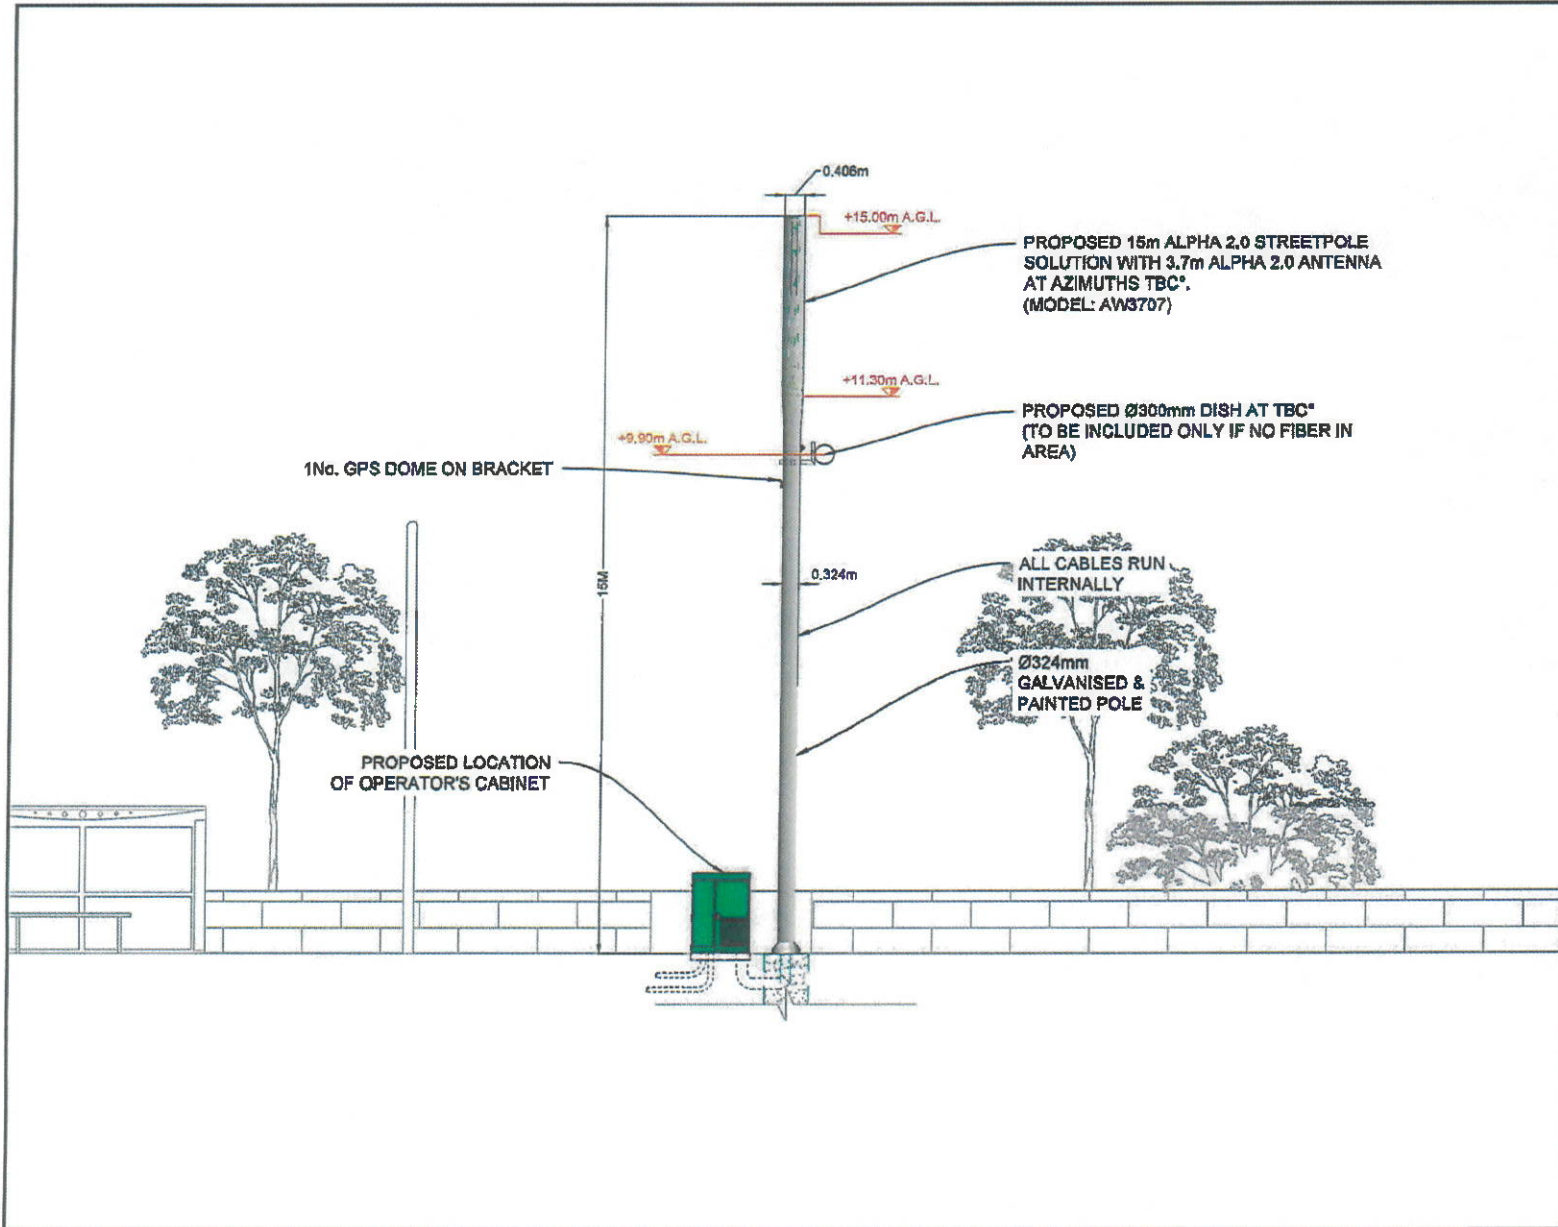 0.406m
+15.00m A.G.L.
PROPOSED 15m ALPHA 2.0 STREETPOLE
SOLUTION WITH 3.7m ALPHA 2.0 ANTENNA
AT AZIMUTHS TBC°.
(MODEL: AW3707)
+11.30m A.G.L.
PROPOSED Ø300mm DISH AT TBC°
(TO BE INCLUDED ONLY IF NO FIBER IN
AREA)
+9.90m A.G.L.
1No. GPS DOME ON BRACKET
15M
0.324m
ALL CABLES RUN
INTERNALLY
Ø324mm
GALVANISED &
PAINTED POLE
PROPOSED LOCATION
OF OPERATOR'S CABINET